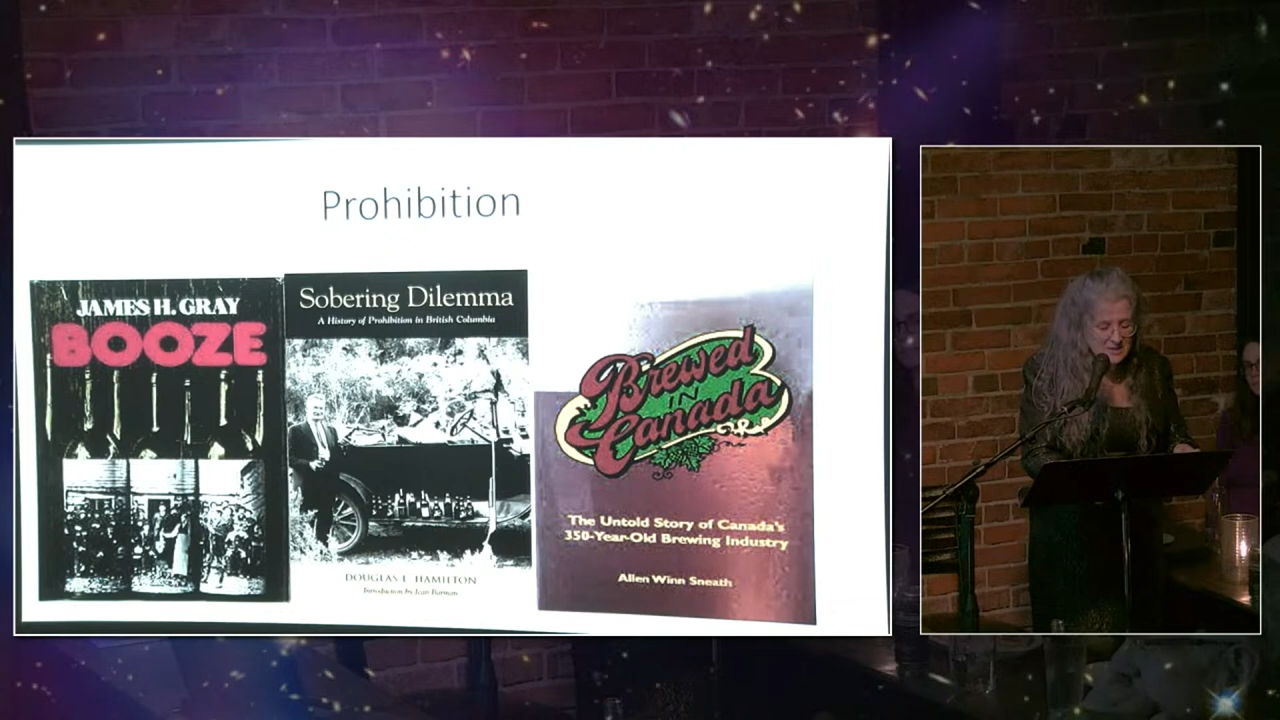 Prohibition
JAMES H. GRAY
BOOZE
Sobering Dilemma
A History of Prohibition in British Columbia
DOUGLAS L. HAMILTON
Introduction by Jean Barman
Brewed
IN
Canada
The Untold Story of Canada's
350-Year-Old Brewing Industry
Allen Winn Sneath